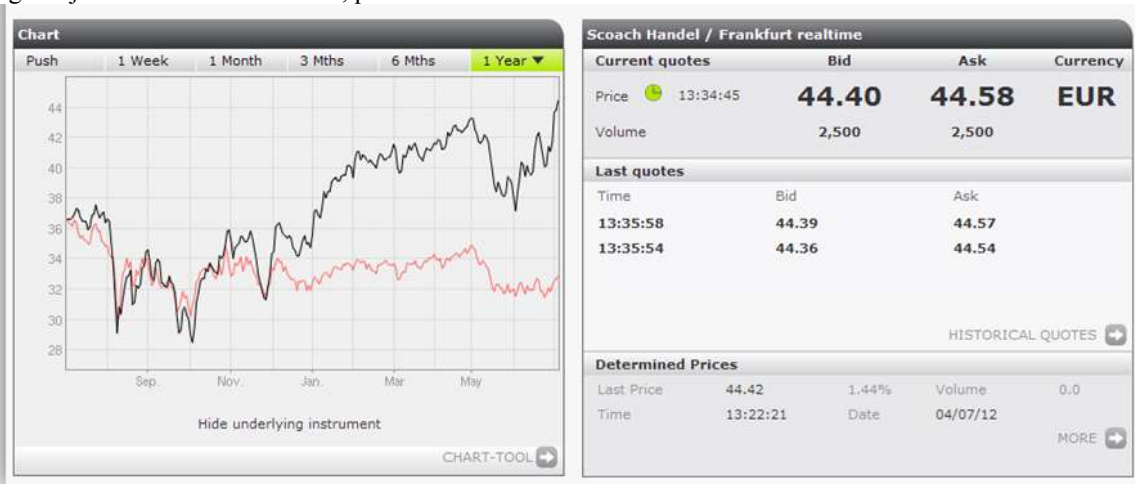 Chart
Push 1 Week 1 Month 3 Mths 6 Mths 1 Year ▼
44
42
40
38
36
34
32
30
28
Sep. Nov. Jan. Mar May
Hide underlying instrument
CHART-TOOL
Scoach Handel / Frankfurt realtime
Current quotes Bid Ask Currency
Price 13:34:45 44.40 44.58 EUR
Volume 2,500 2,500
Last quotes
Time Bid Ask
13:35:58 44.39 44.57
13:35:54 44.36 44.54
HISTORICAL QUOTES
Determined Prices
Last Price 44.42 1.44% Volume 0.0
Time 13:22:21 Date 04/07/12
MORE